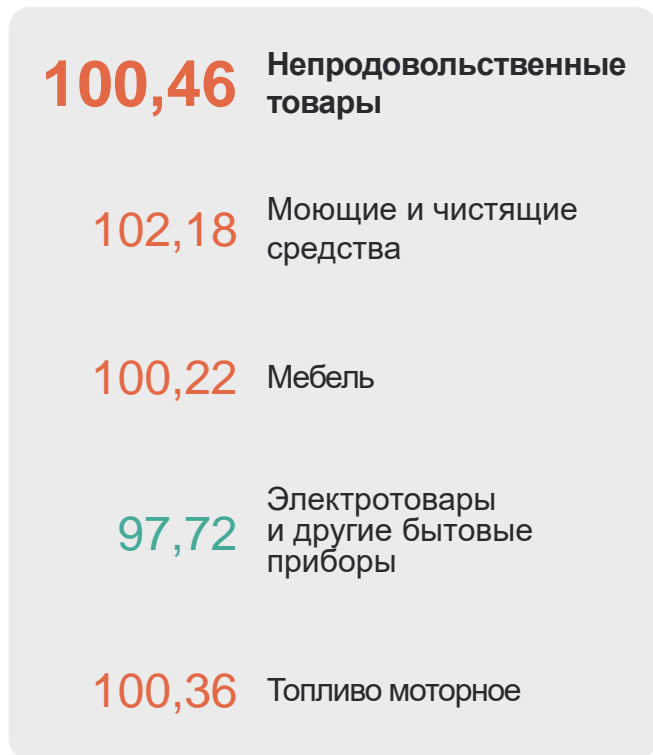 100,46 Непродовольственные
товары
102,18 Моющие и чистящие
средства
100,22 Мебель
Электротовары
97,72 и другие бытовые
приборы
100,36 Топливо моторное